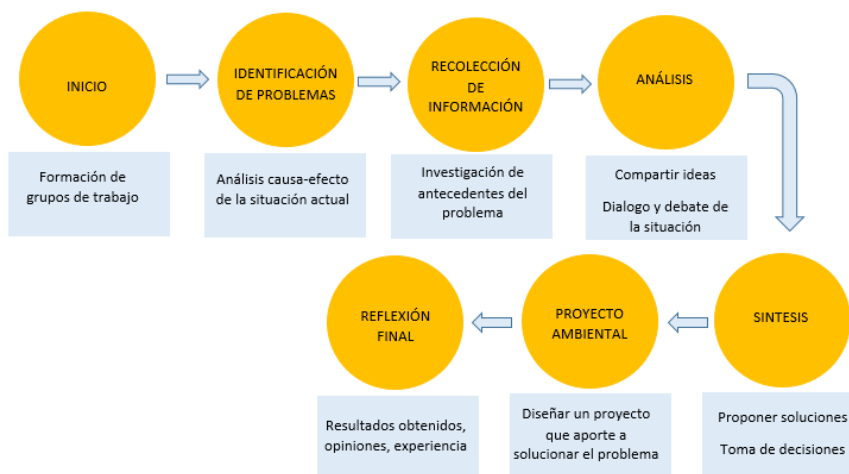 INICIO
Formación de
grupos de trabajo
IDENTIFICACIÓN
DE PROBLEMAS
Análisis causa-efecto
de la situación actual
RECOLECCIÓN
DE
INFORMACIÓN
Investigación de
antecedentes del
problema
ANÁLISIS
Compartir ideas
Dialogo y debate de
la situación
SINTESIS
Proponer soluciones
Toma de decisiones
PROYECTO
AMBIENTAL
Diseñar un proyecto
que aporte a
solucionar el problema
REFLEXIÓN
FINAL
Resultados obtenidos,
opiniones, experiencia